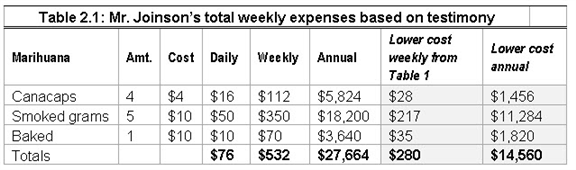 Table 2.1: Mr. Joinson's total weekly expenses based on testimony
Marihuana Amt. Cost Daily Weekly Annual Lower cost weekly from Table 1 Lower cost annual
Canacaps 4 $4 $16 $112 $5,824 $28 $1,456
Smoked grams 5 $10 $50 $350 $18,200 $217 $11,284
Baked 1 $10 $10 $70 $3,640 $35 $1,820
Totals $76 $532 $27,664 $280 $14,560